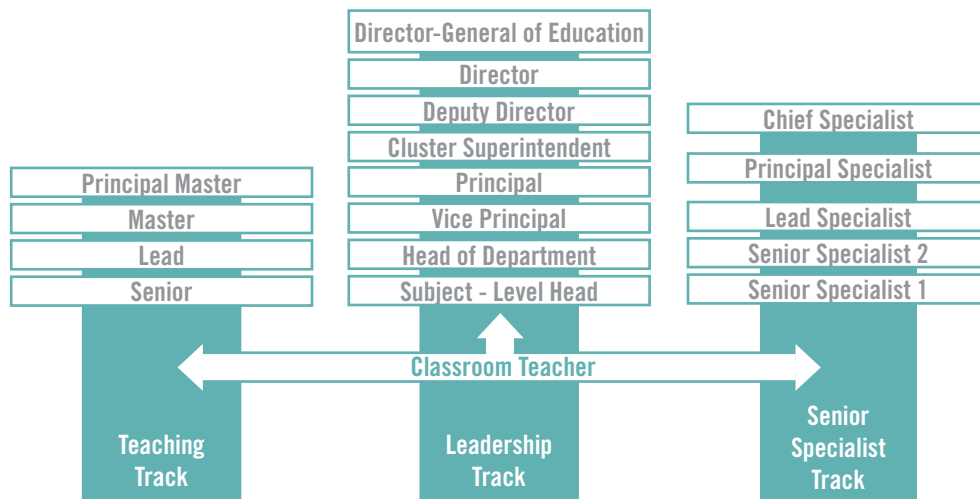 Principal Master
Master
Lead
Senior
Teaching
Track
Director-General of Education
Director
Deputy Director
Cluster Superintendent
Principal
Vice Principal
Head of Department
Subject - Level Head
Classroom Teacher
Leadership
Track
Chief Specialist
Principal Specialist
Lead Specialist
Senior Specialist 2
Senior Specialist 1
Senior
Specialist
Track